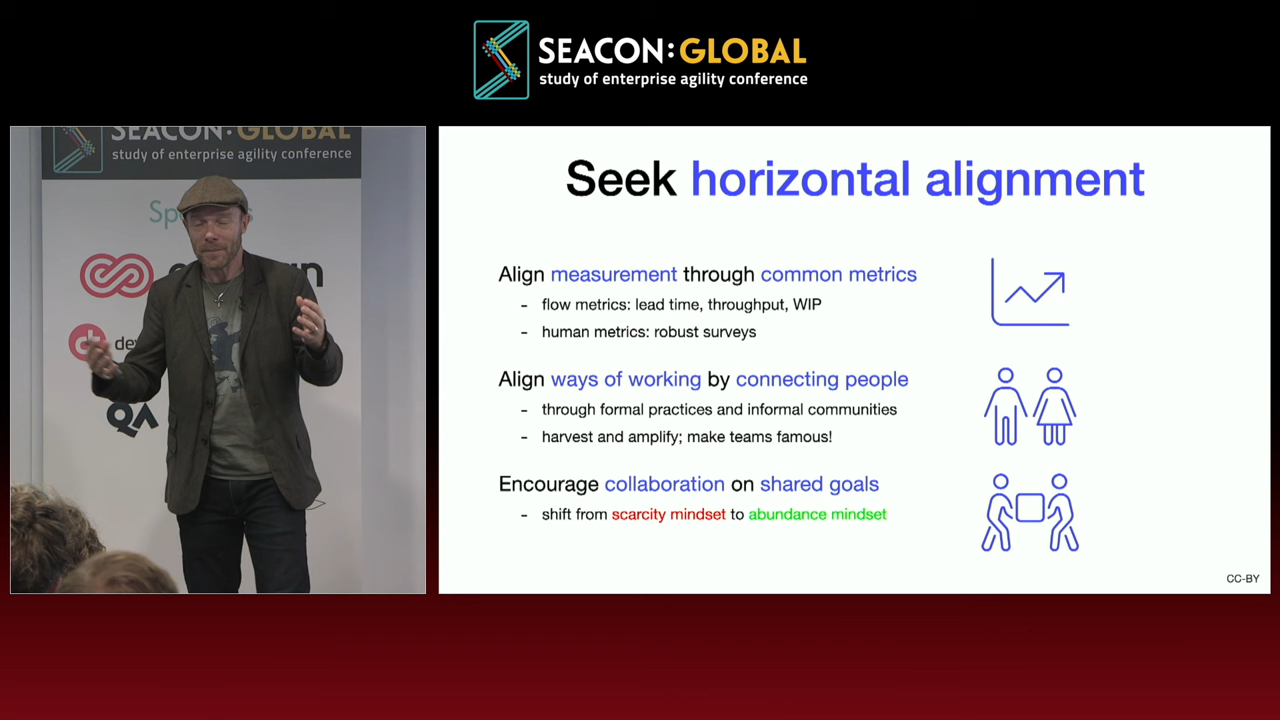 SEACON:GLOBAL
study of enterprise agility conference
SEACON:GLOBAL
study of enterprise agility conference
QA
Seek horizontal alignment
Align measurement through common metrics
- flow metrics: lead time, throughput, WIP
- human metrics: robust surveys
Align ways of working by connecting people
- through formal practices and informal communities
- harvest and amplify; make teams famous!
Encourage collaboration on shared goals
- shift from scarcity mindset to abundance mindset
CC-BY